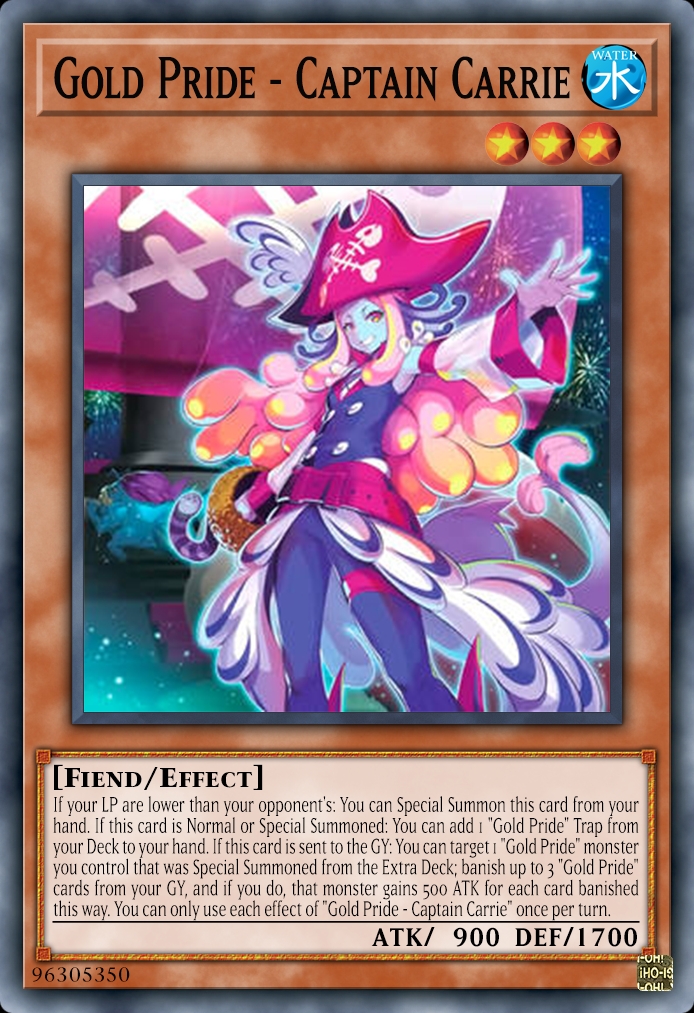 GOLD PRIDE - CAPTAIN CARRIE
WATER
水
[FIEND/EFFECT]
If your LP are lower than your opponent's: You can Special Summon this card from your
hand. If this card is Normal or Special Summoned: You can add 1 "Gold Pride" Trap from
your Deck to your hand. If this card is sent to the GY: You can target 1 "Gold Pride" monster
you control that was Special Summoned from the Extra Deck; banish up to 3 "Gold Pride"
cards from your GY, and if you do, that monster gains 500 ATK for each card banished
this way. You can only use each effect of "Gold Pride - Captain Carrie" once per turn.
ATK/ 900 DEF/1700
96305350